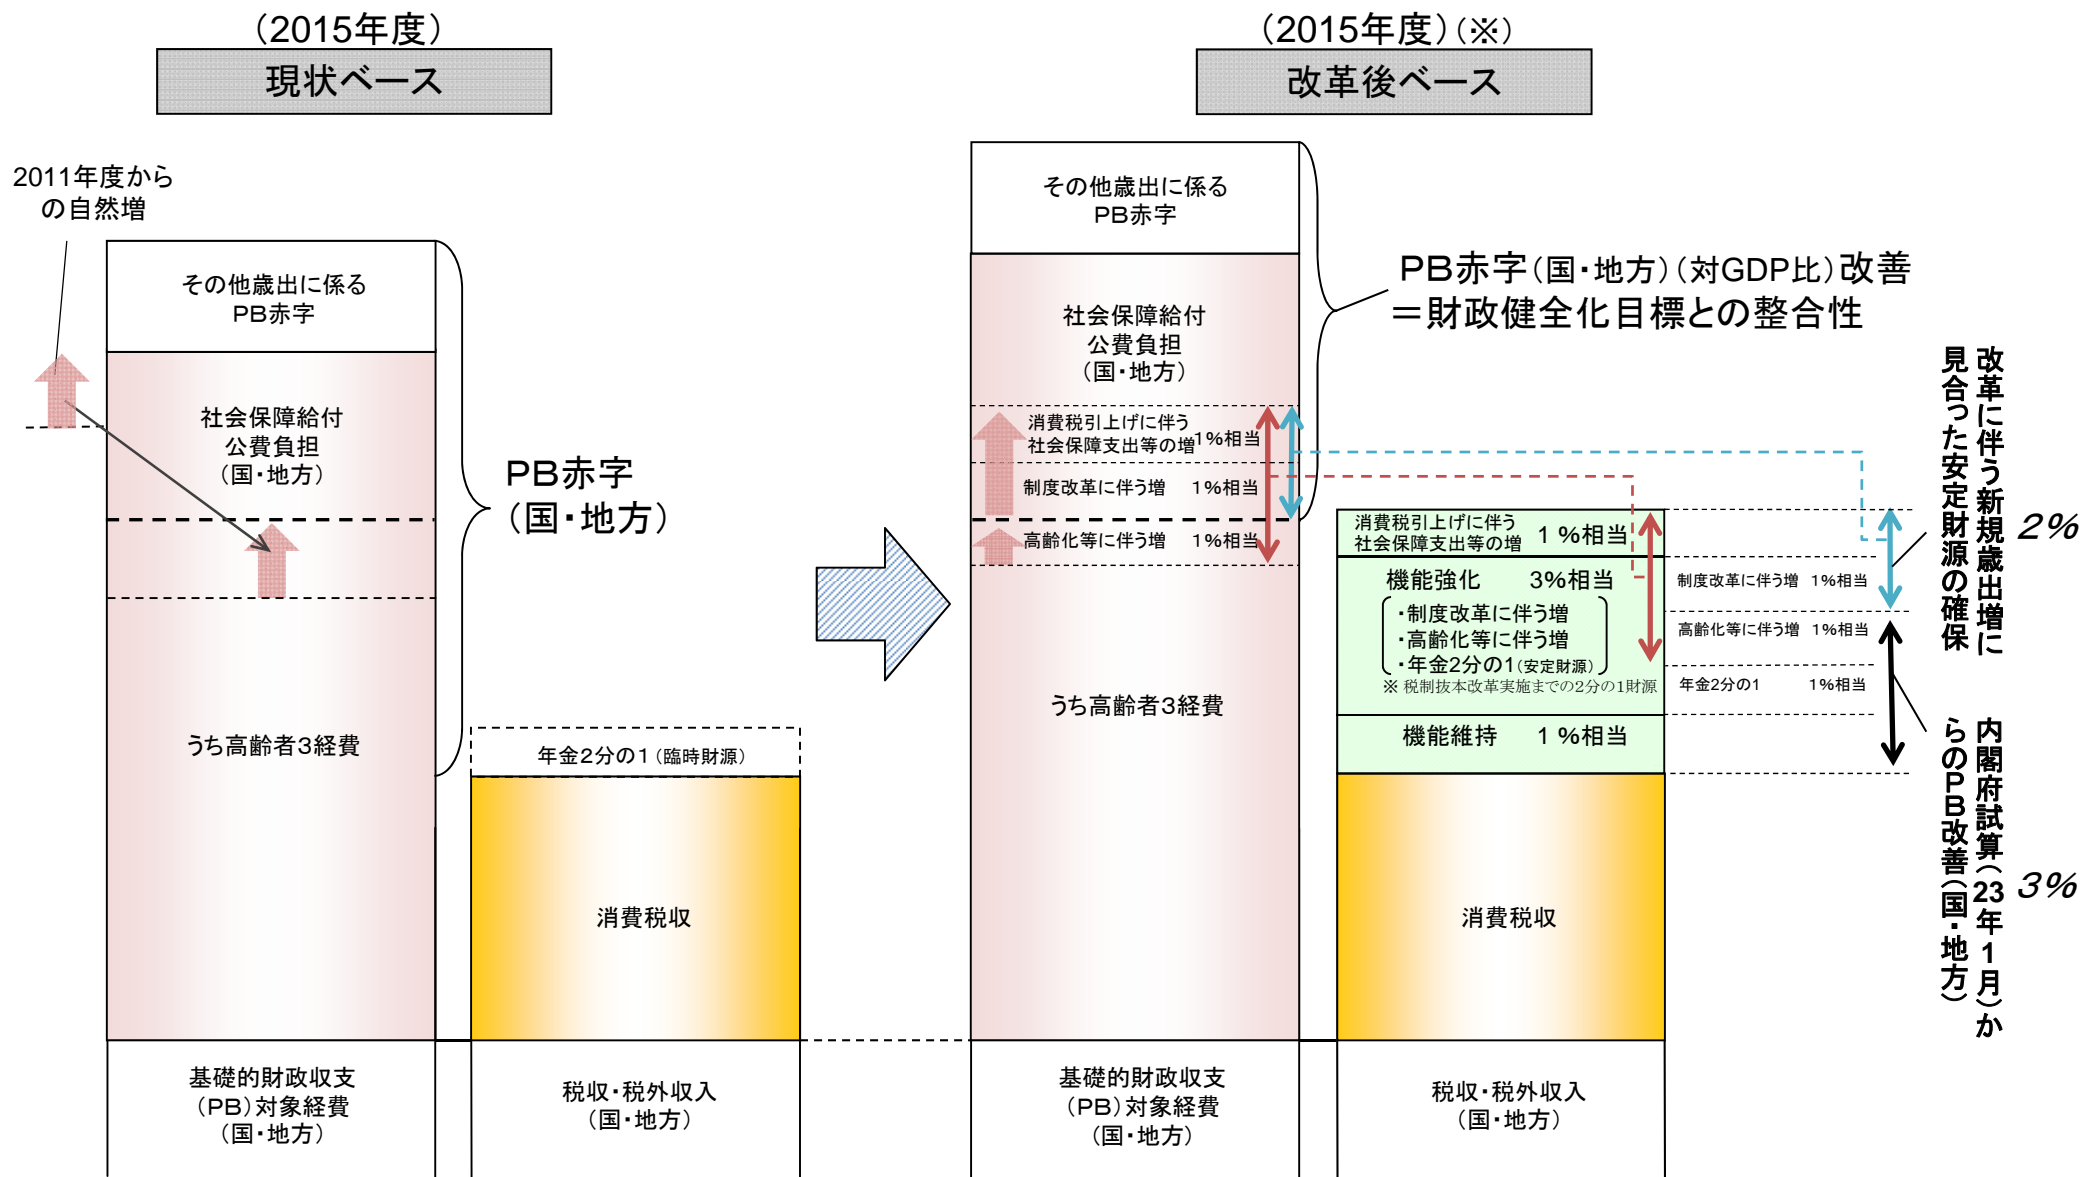 (2015年度)
現状ベース
2011年度から
の自然増
その他歳出に係る
PB赤字
社会保障給付
公費負担
(国・地方)
うち高齢者3経費
PB赤字
(国・地方)
年金2分の1(臨時財源)
消費税収
基礎的財政収支
(PB)対象経費
(国・地方)
税収・税外収入
(国・地方)
(2015年度)(※)
改革後ベース
その他歳出に係る
PB赤字
社会保障給付
公費負担
(国・地方)
消費税引上げに伴う
社会保障支出等の増 1%相当
制度改革に伴う増 1%相当
高齢化等に伴う増 1%相当
うち高齢者3経費
PB赤字(国・地方)(対GDP比)改善
=財政健全化目標との整合性
消費税引上げに伴う
社会保障支出等の増 1%相当
機能強化 3%相当
・制度改革に伴う増
・高齢化等に伴う増
・年金2分の1(安定財源)
※ 税制抜本改革実施までの2分の1財源
機能維持 1%相当
消費税収
制度改革に伴う増 1%相当
高齢化等に伴う増 1%相当
年金2分の1 1%相当
改革に伴う新規歳出増に
見合った安定財源の確保
2%
内閣府試算(23年1月)か
らのPB改善(国・地方)
3%
基礎的財政収支
(PB)対象経費
(国・地方)
税収・税外収入
(国・地方)